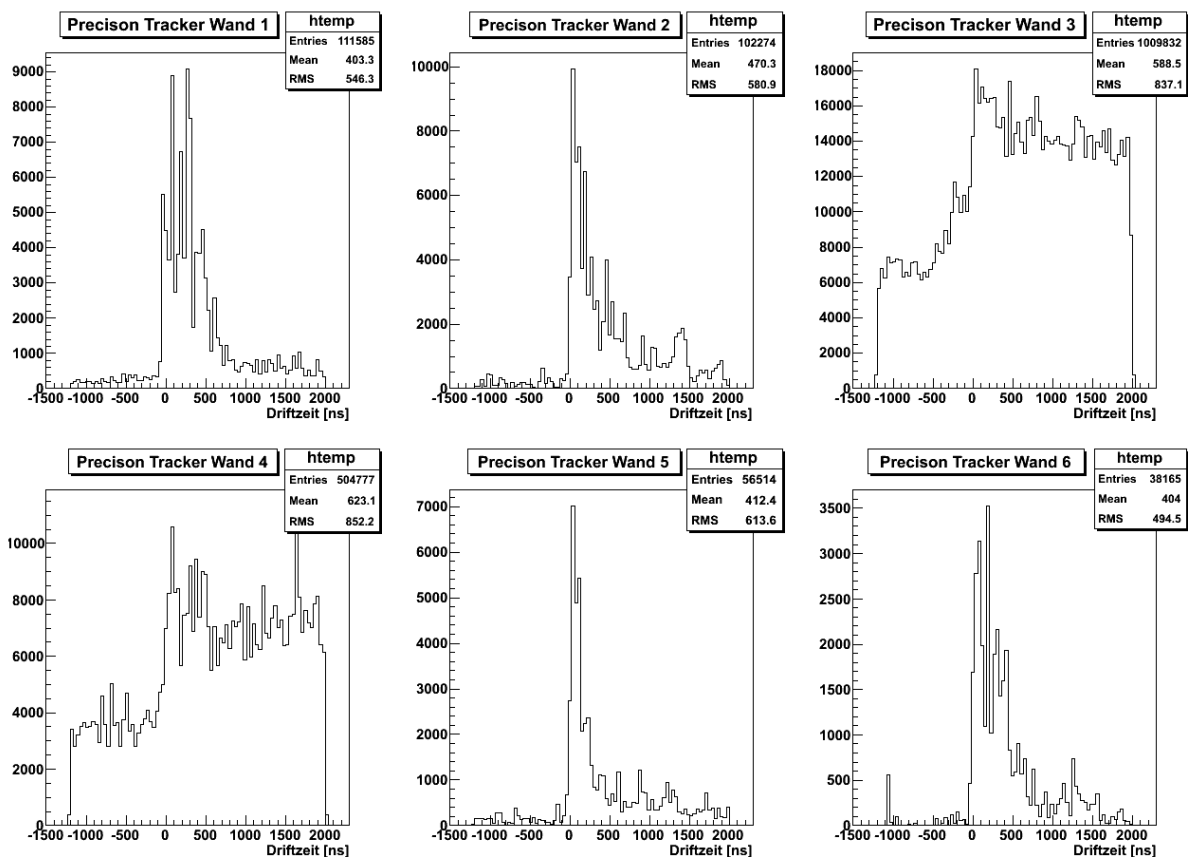 Precison Tracker Wand 1
htemp
Entries 111585
Mean 403.3
RMS 546.3
9000
8000
7000
6000
5000
4000
3000
2000
1000
0
-1500 -1000 -500 0 500 1000 1500 2000
Driftzeit [ns]
Precison Tracker Wand 2
htemp
Entries 102274
Mean 470.3
RMS 580.9
10000
8000
6000
4000
2000
0
-1500 -1000 -500 0 500 1000 1500 2000
Driftzeit [ns]
Precison Tracker Wand 3
htemp
Entries 1009832
Mean 588.5
RMS 837.1
18000
16000
14000
12000
10000
8000
6000
4000
2000
0
-1500 -1000 -500 0 500 1000 1500 2000
Driftzeit [ns]
Precison Tracker Wand 4
htemp
Entries 504777
Mean 623.1
RMS 852.2
10000
8000
6000
4000
2000
0
-1500 -1000 -500 0 500 1000 1500 2000
Driftzeit [ns]
Precison Tracker Wand 5
htemp
Entries 56514
Mean 412.4
RMS 613.6
7000
6000
5000
4000
3000
2000
1000
0
-1500 -1000 -500 0 500 1000 1500 2000
Driftzeit [ns]
Precison Tracker Wand 6
htemp
Entries 38165
Mean 404
RMS 494.5
3500
3000
2500
2000
1500
1000
500
0
-1500 -1000 -500 0 500 1000 1500 2000
Driftzeit [ns]